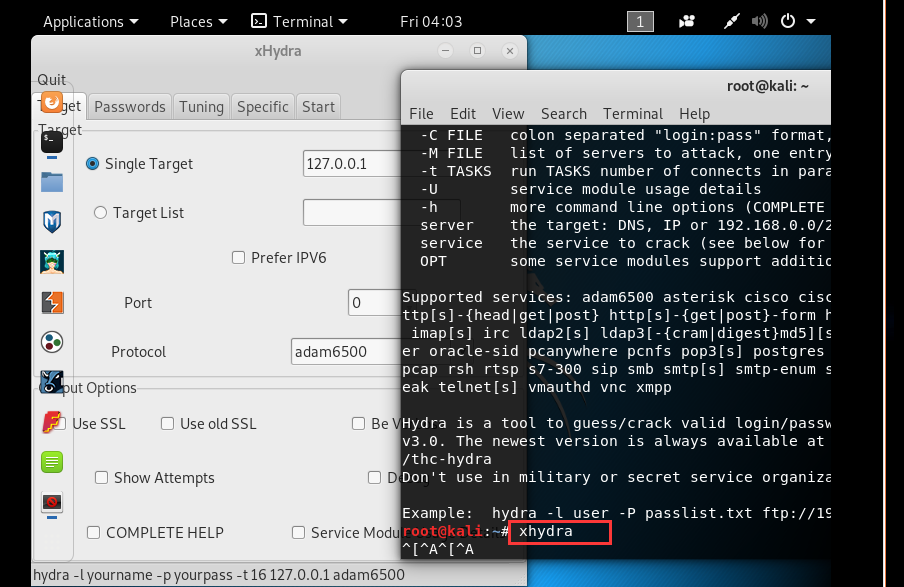 Applications Places Terminal Fri 04:03 1
xHydra
Quit
Target Passwords Tuning Specific Start
Target
Single Target 127.0.0.1
Target List
Prefer IPV6
Port 0
Protocol adam6500
Output Options
Use SSL Use old SSL Be
Show Attempts
COMPLETE HELP Service
hydra -l yourname -p yourpass -t 16 127.0.0.1 adam6500
root@kali: ~
File Edit View Search Terminal Help
-C FILE colon separated "login:pass" format,
-M FILE list of servers to attack, one entry
-t TASKS run TASKS number of connects in para
-U service module usage details
-h more command line options (COMPLETE
server the target: DNS, IP or 192.168.0.0/2
service the service to crack (see below for
OPT some service modules support additio
Supported services: adam6500 asterisk cisco cisc
ttp[s]-{head|get|post} http[s]-{get|post}-form h
imap[s] irc ldap2[s] ldap3[-{cram|digest}md5][s
er oracle-sid pcanywhere pcnfs pop3[s] postgres
pcap rsh rtsp s7-300 sip smb smtp[s] smtp-enum s
eak telnet[s] vmauthd vnc xmpp
Hydra is a tool to guess/crack valid login/passw
v3.0. The newest version is always available at
/thc-hydra
Don't use in military or secret service organiza
Example: hydra -l user -P passlist.txt ftp://19
root@kali:~# xhydra
^[^A^[^A